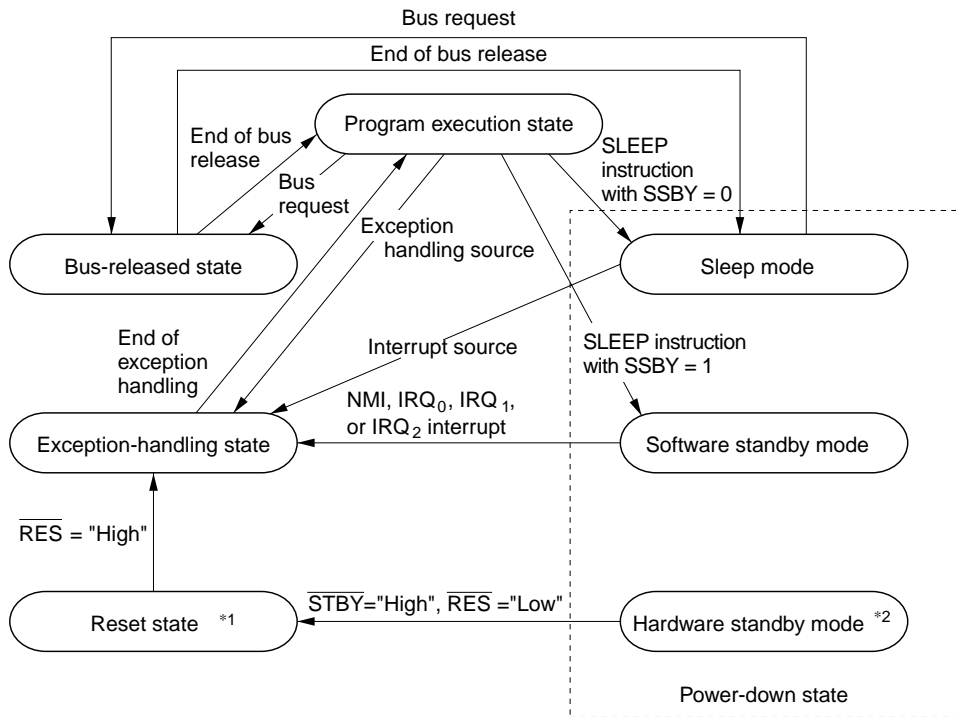 Bus request
End of bus release
Program execution state
End of bus
release
SLEEP
instruction
with SSBY = 0
Bus
request
Exception
handling source
Bus-released state
Sleep mode
End of
exception
handling
Interrupt source
SLEEP instruction
with SSBY = 1
NMI, IRQ0, IRQ1,
or IRQ2 interrupt
Exception-handling state
Software standby mode
RES = "High"
STBY="High", RES ="Low"
Reset state *1
Hardware standby mode *2
Power-down state